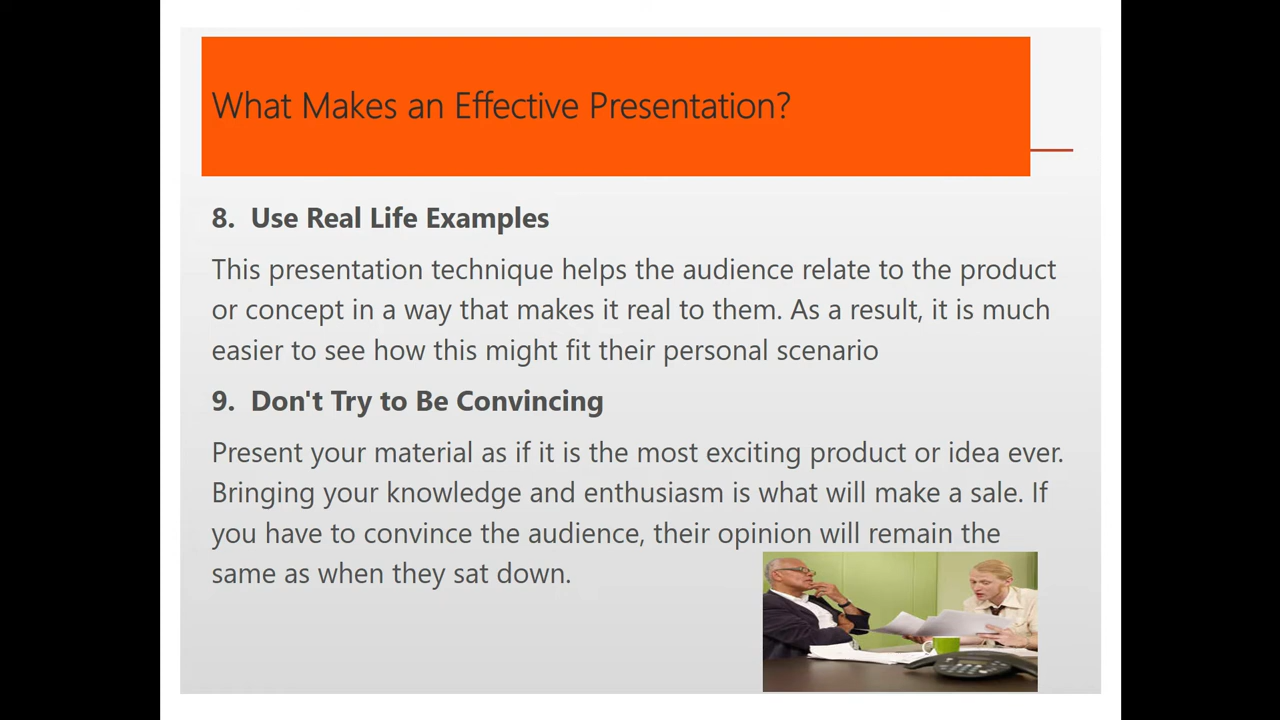 What Makes an Effective Presentation?
8. Use Real Life Examples
This presentation technique helps the audience relate to the product
or concept in a way that makes it real to them. As a result, it is much
easier to see how this might fit their personal scenario
9. Don't Try to Be Convincing
Present your material as if it is the most exciting product or idea ever.
Bringing your knowledge and enthusiasm is what will make a sale. If
you have to convince the audience, their opinion will remain the
same as when they sat down.